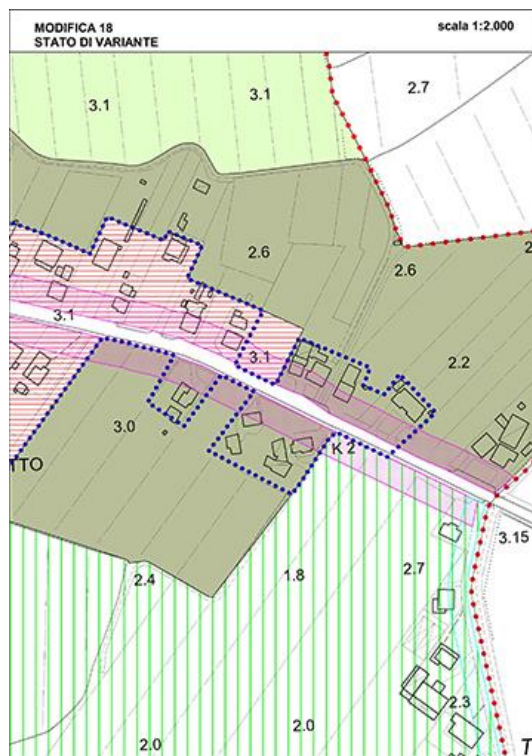 MODIFICA 18
STATO DI VARIANTE
scala 1:2.000
3.1
3.1
2.7
2.6
2.6
2
3.1
3.1
2.2
3.0
K 2
TTO
3.15
2.4
1.8
2.7
2.3
2.0
2.0
T